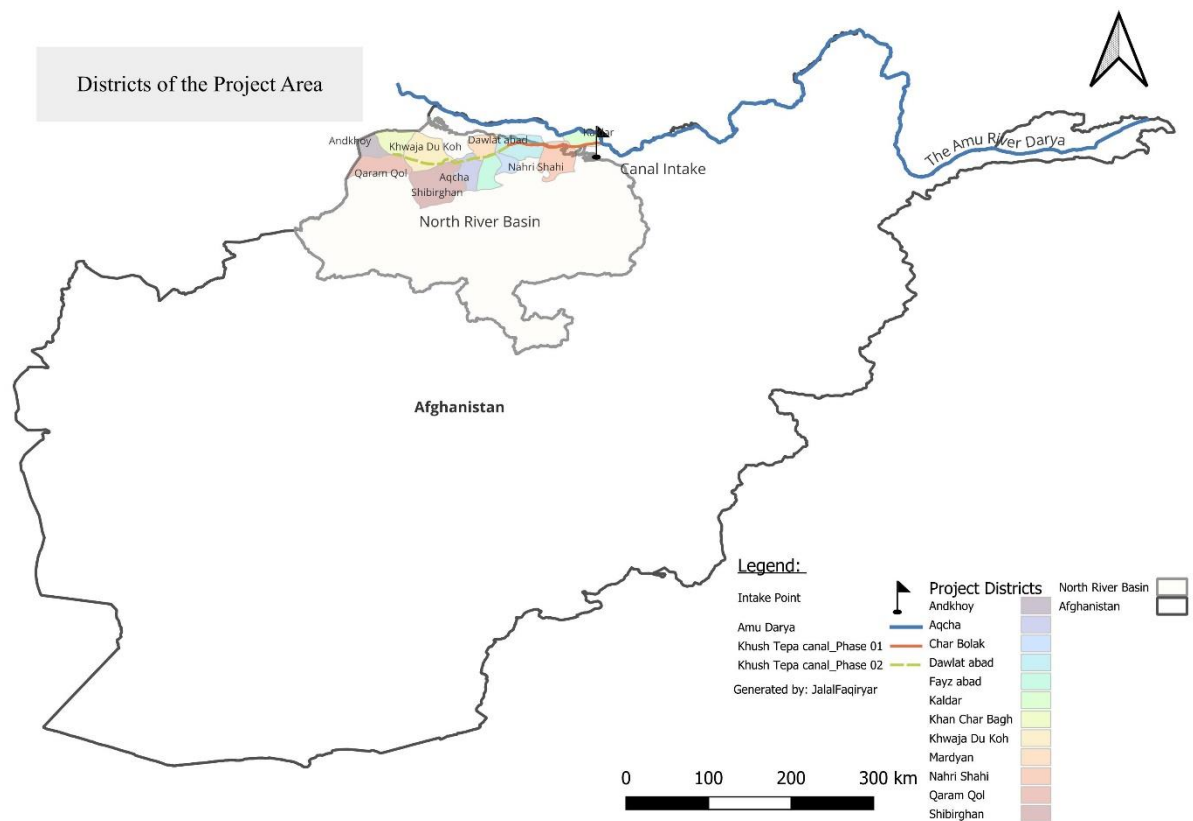 Districts of the Project Area
The Amu River Darya
Kaldar
Andkhoy
Khwaja Du Koh
Dawlat abad
Canal Intake
Qaram Qol
Aqcha
Nahri Shahi
Shibirghan
North River Basin
Afghanistan
Legend:
Intake Point
Amu Darya
Khush Tepa canal_Phase 01
Khush Tepa canal_Phase 02
Generated by: JalalFaqiryar
Project Districts
Andkhoy
Aqcha
Char Bolak
Dawlat abad
Fayz abad
Kaldar
Khan Char Bagh
Khwaja Du Koh
Mardyan
Nahri Shahi
Qaram Qol
Shibirghan
North River Basin
Afghanistan
0 100 200 300 km